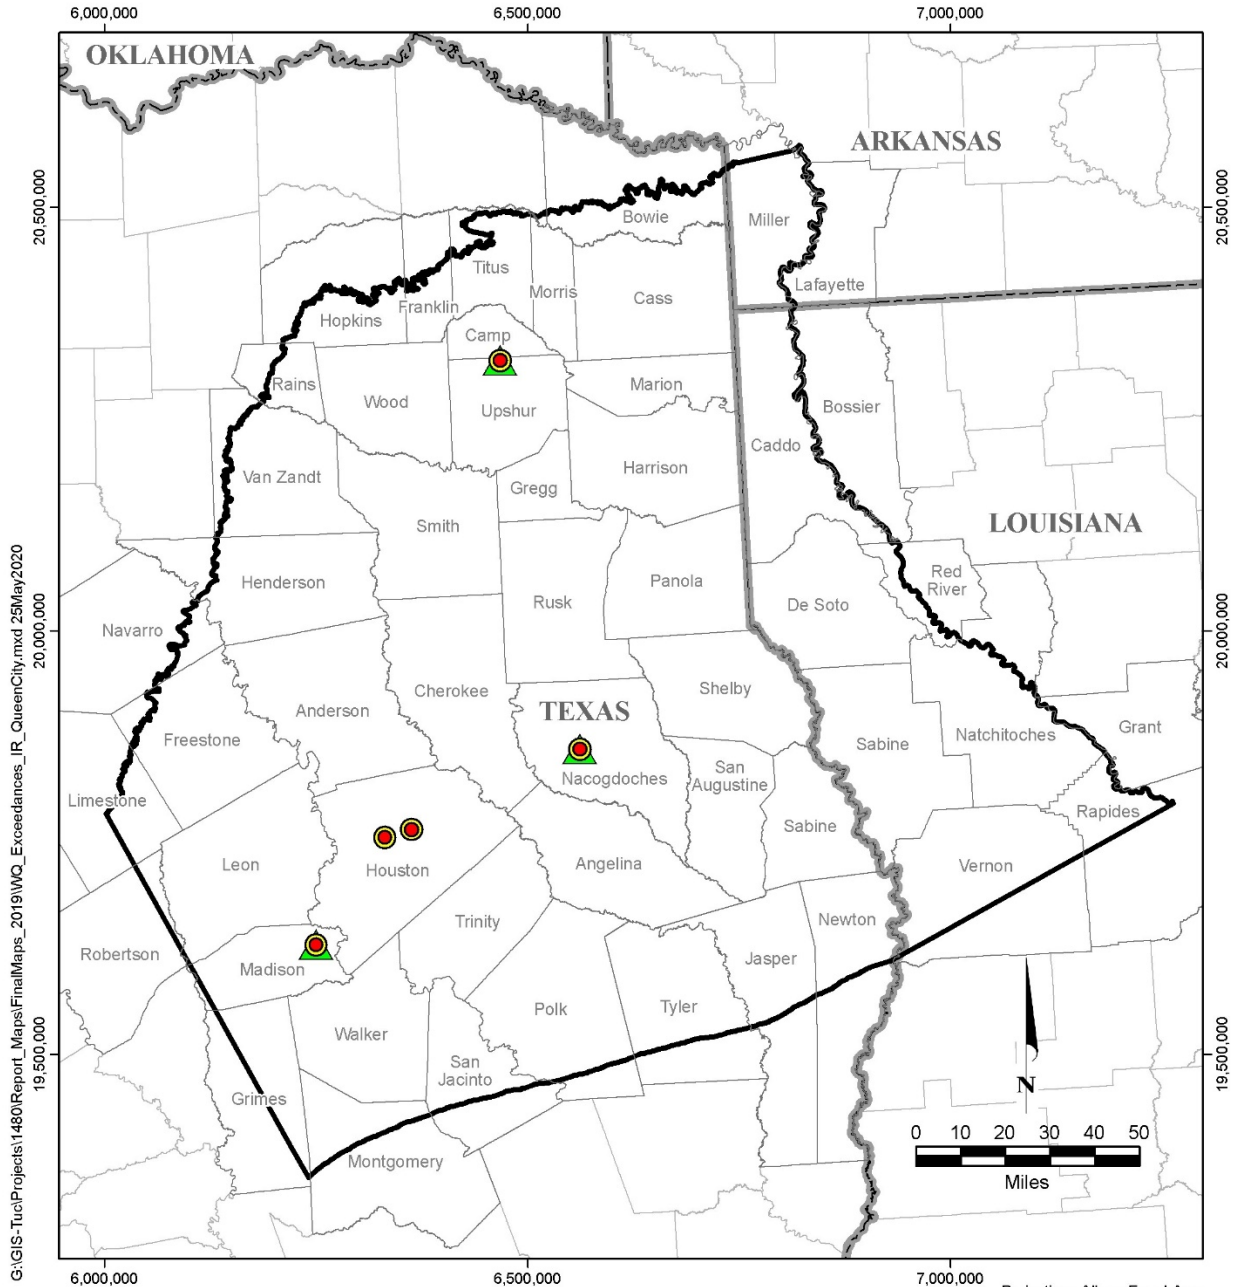 6,000,000
6,500,000
7,000,000
OKLAHOMA
ARKANSAS
20,500,000
20,500,000
Bowie
Miller
Titus
Lafayette
Morris
Cass
Franklin
Hopkins
Camp
Rains
Marion
Wood
Upshur
Bossier
Caddo
Harrison
Van Zandt
Gregg
Smith
LOUISIANA
Henderson
Panola
Red
River
Rusk
De Soto
Navarro
20,000,000
20,000,000
Cherokee
Shelby
Anderson
TEXAS
Freestone
Sabine
Natchitoches
Grant
Nacogdoches
San
Augustine
Limestone
Rapides
Sabine
Leon
Houston
Angelina
Vernon
Trinity
Newton
Robertson
Madison
Jasper
Polk
Tyler
Walker
San
Jacinto
19,500,000
19,500,000
N
Grimes
Montgomery
0 10 20 30 40 50
Miles
6,000,000
6,500,000
7,000,000
G:\GIS-Tuc\Projects\1480\Report_Maps\FinalMaps_2019\WQ_Exceedances_IR_QueenCity.mxd 25May2020